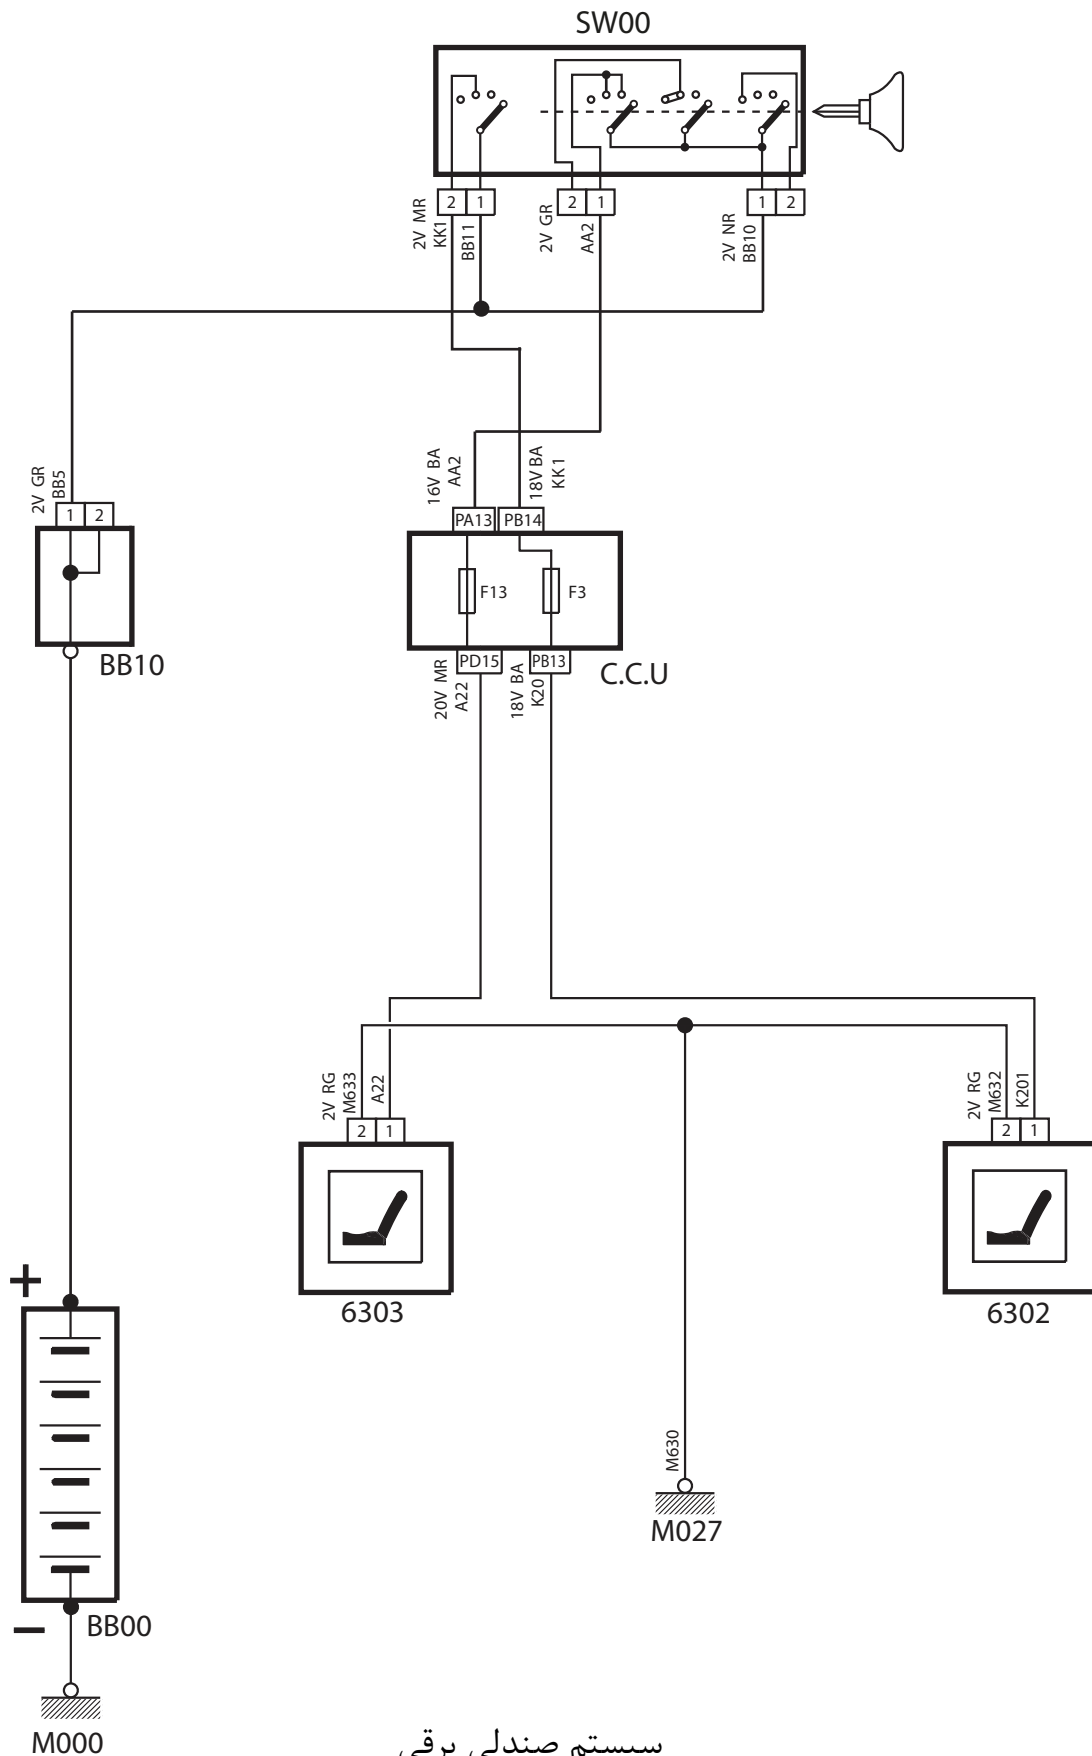 SW00
2 1
2 1
1 2
2V MR
KK1
BB11
2V GR
AA2
2V NR
BB10
2V GR
BB5
1 2
BB10
16V BA
AA2
18V BA
KK1
PA13 PB14
F13
F3
PD15 PB13
C.C.U
20V MR
A22
18V BA
K20
2V RG
M633
A22
2 1
6303
2V RG
M632
K201
2 1
6302
+
M630
M027
−
BB00
M000
سیستم صندلی برقی